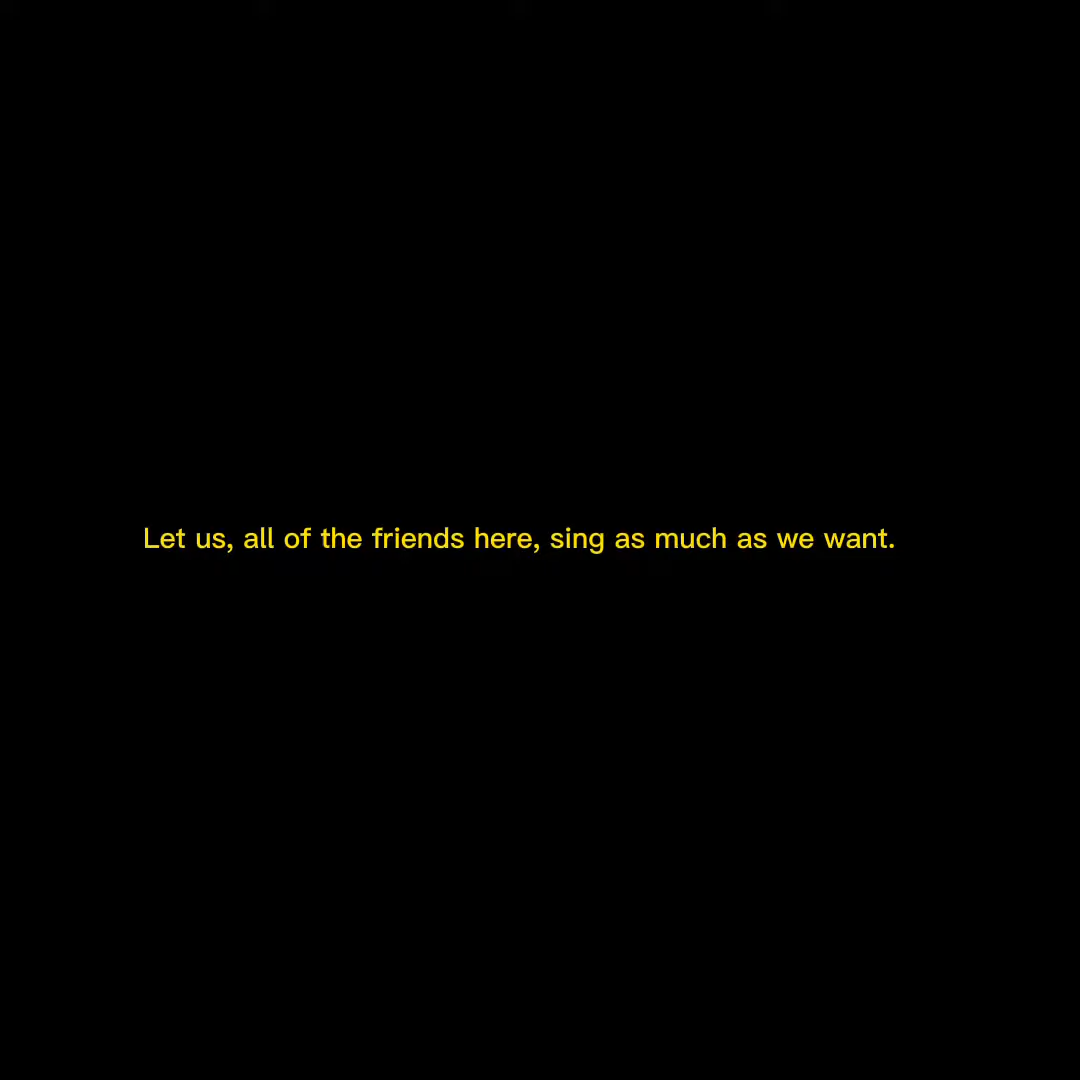 Let us, all of the friends here, sing as much as we want.